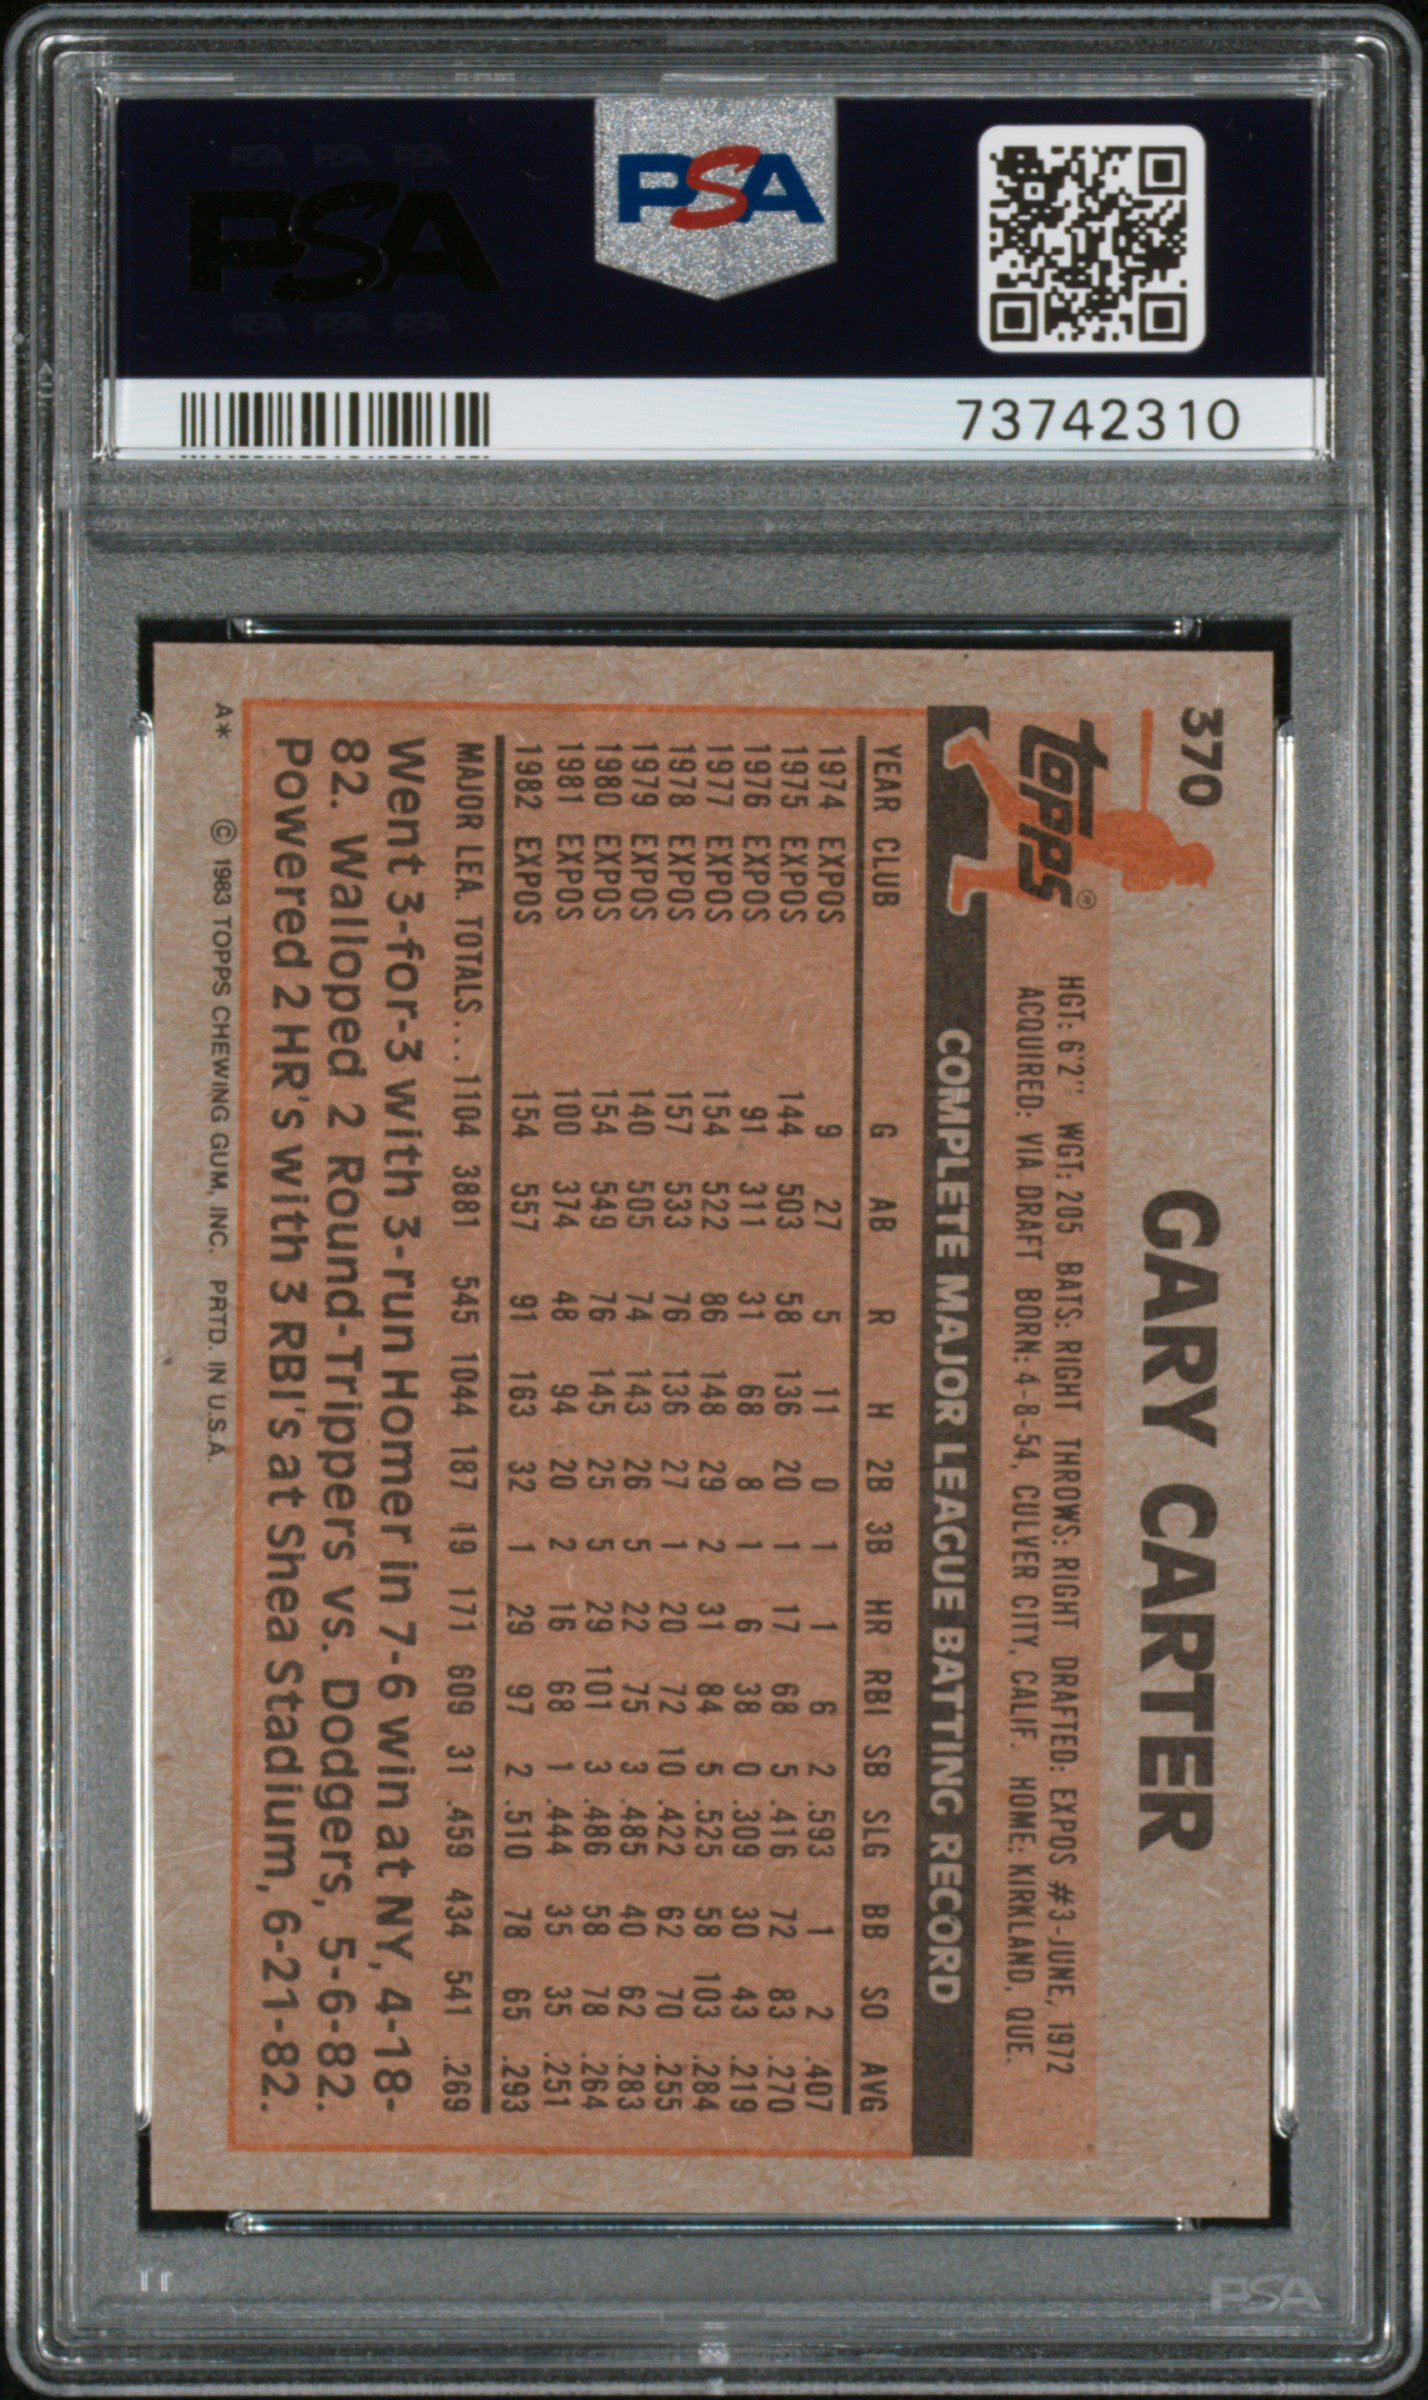 PSA PSA PSA
PSA
PSA PSA PSA
PSA
73742310
370
GARY CARTER
Topps®
HGT: 6'2" WGT: 205 BATS: RIGHT THROWS: RIGHT DRAFTED: EXPOS #3-JUNE, 1972
ACQUIRED: VIA DRAFT BORN: 4-8-54, CULVER CITY, CALIF. HOME: KIRKLAND, QUE.
COMPLETE MAJOR LEAGUE BATTING RECORD
YEAR CLUB G AB R H 2B 3B HR RBI SB SLG BB SO AVG
1974 EXPOS 9 27 5 11 0 1 1 6 2 .593 1 2 .407
1975 EXPOS 144 503 58 136 20 1 17 68 5 .416 72 83 .270
1976 EXPOS 91 311 31 68 8 1 6 38 0 .309 30 43 .219
1977 EXPOS 154 522 86 148 29 2 31 84 5 .525 58 103 .284
1978 EXPOS 157 533 76 136 27 1 20 72 10 .422 62 70 .255
1979 EXPOS 140 505 74 143 26 5 22 75 3 .485 40 62 .283
1980 EXPOS 154 549 76 145 25 5 29 101 3 .486 58 78 .264
1981 EXPOS 100 374 48 94 20 2 16 68 1 .444 35 35 .251
1982 EXPOS 154 557 91 163 32 1 29 97 2 .510 78 65 .293
MAJOR LEA. TOTALS... 1104 3881 545 1044 187 19 171 609 31 .459 434 541 .269
Went 3-for-3 with 3-run Homer in 7-6 win at NY, 4-18-
82. Walloped 2 Round-Trippers vs. Dodgers, 5-6-82.
Powered 2 HR's with 3 RBI's at Shea Stadium, 6-21-82.
A* © 1983 TOPPS CHEWING GUM, INC. PRTD. IN U.S.A.
PSA